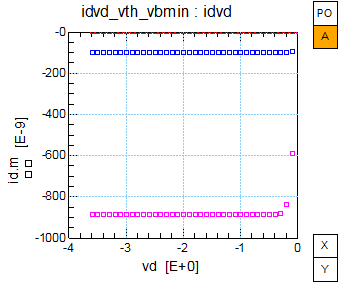 idvd_vth_vbmin : idvd
PO
A
-0
-200
-400
-600
-800
-1000
id.m [E-9]
-4
-3
-2
-1
0
vd [E+0]
X
Y